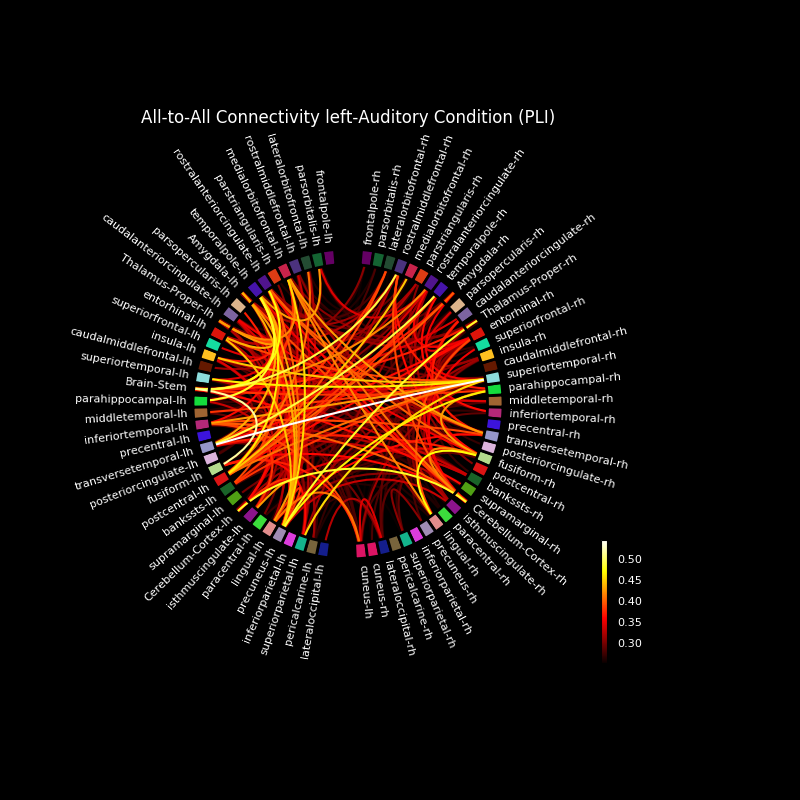 All-to-All Connectivity left-Auditory Condition (PLI)
frontalpole-lh
parsorbitalis-lh
lateralorbitofrontal-lh
rostralmiddlefrontal-lh
medialorbitofrontal-lh
parstriangularis-lh
rostralanteriorcingulate-lh
temporalpole-lh
Amygdala-lh
parsopercularis-lh
caudalanteriorcingulate-lh
Thalamus-Proper-lh
entorhinal-lh
superiorfrontal-lh
insula-lh
caudalmiddlefrontal-lh
superiortemporal-lh
Brain-Stem
parahippocampal-lh
middletemporal-lh
inferiortemporal-lh
precentral-lh
transversetemporal-lh
posteriorcingulate-lh
fusiform-lh
postcentral-lh
bankssts-lh
supramarginal-lh
Cerebellum-Cortex-lh
isthmuscingulate-lh
paracentral-lh
lingual-lh
precuneus-lh
inferiorparietal-lh
superiorparietal-lh
pericalcarine-lh
lateraloccipital-lh
cuneus-lh
cuneus-rh
lateraloccipital-rh
pericalcarine-rh
superiorparietal-rh
inferiorparietal-rh
precuneus-rh
lingual-rh
paracentral-rh
isthmuscingulate-rh
Cerebellum-Cortex-rh
supramarginal-rh
bankssts-rh
postcentral-rh
fusiform-rh
posteriorcingulate-rh
transversetemporal-rh
precentral-rh
inferiortemporal-rh
middletemporal-rh
parahippocampal-rh
superiortemporal-rh
caudalmiddlefrontal-rh
insula-rh
superiorfrontal-rh
entorhinal-rh
Thalamus-Proper-rh
caudalanteriorcingulate-rh
parsopercularis-rh
Amygdala-rh
temporalpole-rh
rostralanteriorcingulate-rh
parstriangularis-rh
medialorbitofrontal-rh
rostralmiddlefrontal-rh
lateralorbitofrontal-rh
parsorbitalis-rh
frontalpole-rh
0.50
0.45
0.40
0.35
0.30